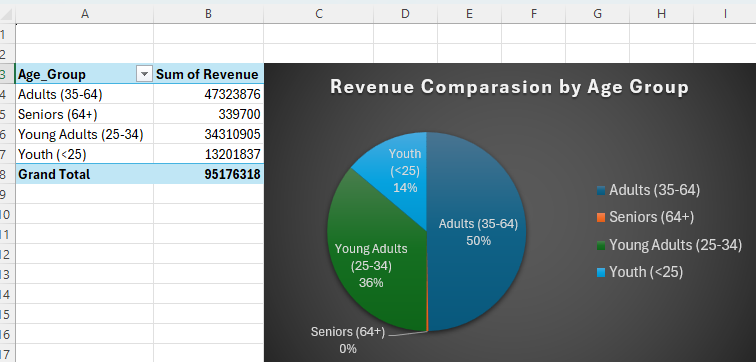 A B C D E F G H I
1
2
3 Age_Group Sum of Revenue
4 Adults (35-64) 47323876
5 Seniors (64+) 339700
6 Young Adults (25-34) 34310905
7 Youth (<25) 13201837
8 Grand Total 95176318
9
10
11
12
13
14
15
16
17
Revenue Comparasion by Age Group
Youth
(<25)
14%
Adults (35-64)
50%
Young Adults
(25-34)
36%
Seniors (64+)
0%
Adults (35-64)
Seniors (64+)
Young Adults (25-34)
Youth (<25)